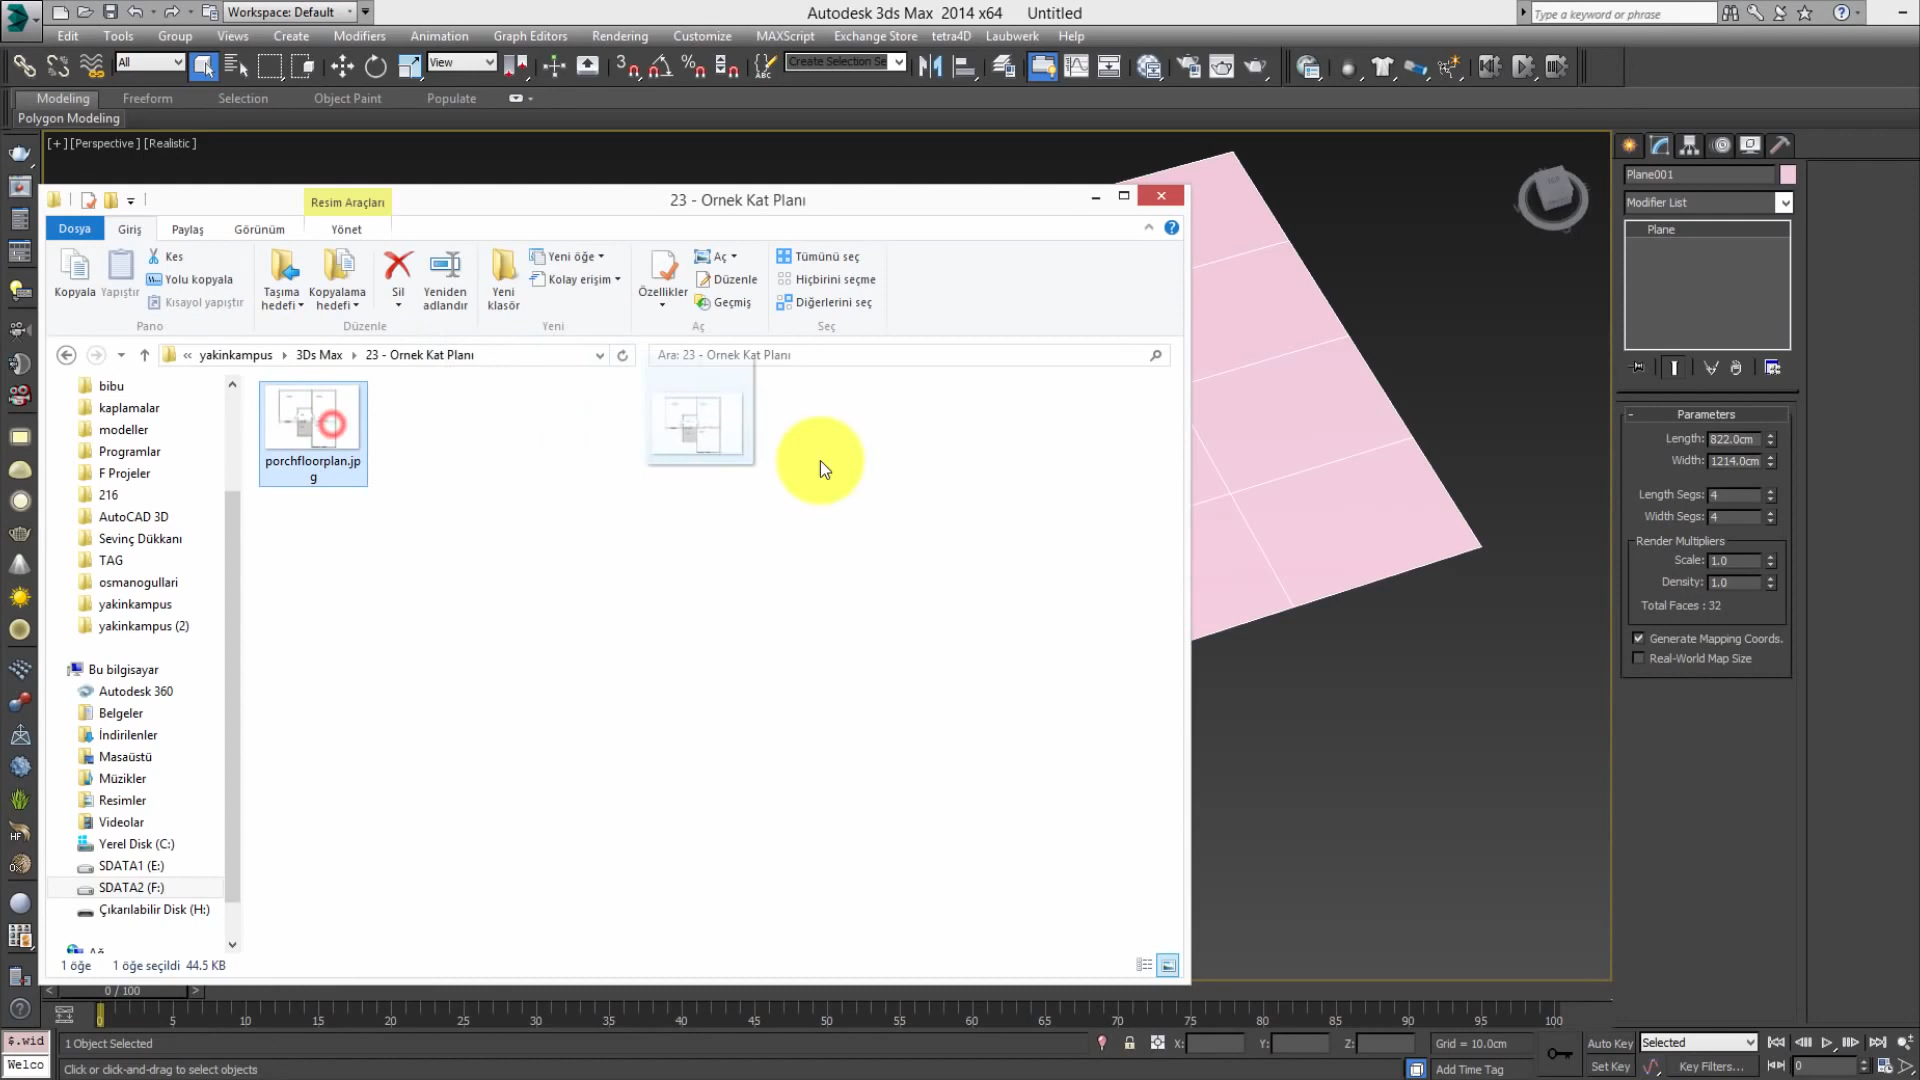 Workspace: Default
Autodesk 3ds Max 2014 x64 Untitled
Type a keyword or phrase
Edit Tools Group Views Create Modifiers Animation Graph Editors Rendering Customize MAXScript Exchange Store tetra4D Laubwerk Help
All
View
Create Selection Se
Modeling Freeform Selection Object Paint Populate
Polygon Modeling
[+] [Perspective ] [Realistic ]
Plane001
Modifier List
Plane
Resim Araçları
23 - Ornek Kat Planı
Dosya Giriş Paylaş Görünüm Yönet
Kopyala
Yapıştır
Kes
Yolu kopyala
Kısayol yapıştır
Pano
Taşıma hedefi
Kopyalama hedefi
Sil
Yeniden adlandır
Düzenle
Yeni klasör
Yeni öğe
Kolay erişim
Yeni
Özellikler
Aç
Düzenle
Geçmiş
Aç
Tümünü seç
Hiçbirini seçme
Diğerlerini seç
Seç
« yakinkampus 3Ds Max 23 - Ornek Kat Planı
Ara: 23 - Ornek Kat Planı
bibu
kaplamalar
modeller
Programlar
F Projeler
216
AutoCAD 3D
Sevinç Dükkanı
TAG
osmanogullari
yakinkampus
yakinkampus (2)
Bu bilgisayar
Autodesk 360
Belgeler
İndirilenler
Masaüstü
Müzikler
Resimler
Videolar
Yerel Disk (C:)
SDATA1 (E:)
SDATA2 (F:)
Çıkarılabilir Disk (H:)
porchfloorplan.jp
g
1 öğe 1 öğe seçildi 44.5 KB
Parameters
Length: 822.0cm
Width: 1214.0cm
Length Segs: 4
Width Segs: 4
Render Multipliers
Scale: 1.0
Density: 1.0
Total Faces : 32
Generate Mapping Coords.
Real-World Map Size
0 / 100
0 5 10 15 20 25 30 35 40 45 50 55 60 65 70 75 80 85 90 95 100
$.wid
1 Object Selected
X: Y: Z:
Grid = 10.0cm
Auto Key
Selected
Welco
Click or click-and-drag to select objects
Add Time Tag
Set Key
Key Filters...
0